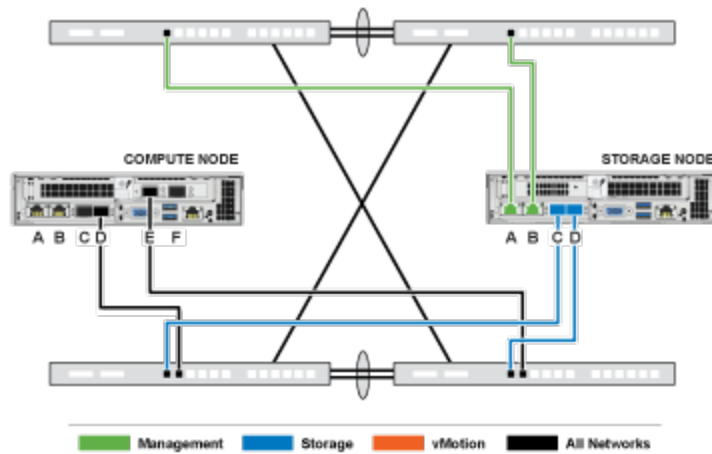 COMPUTE NODE
STORAGE NODE
A B C D E F
A B C D
Management Storage vMotion All Networks